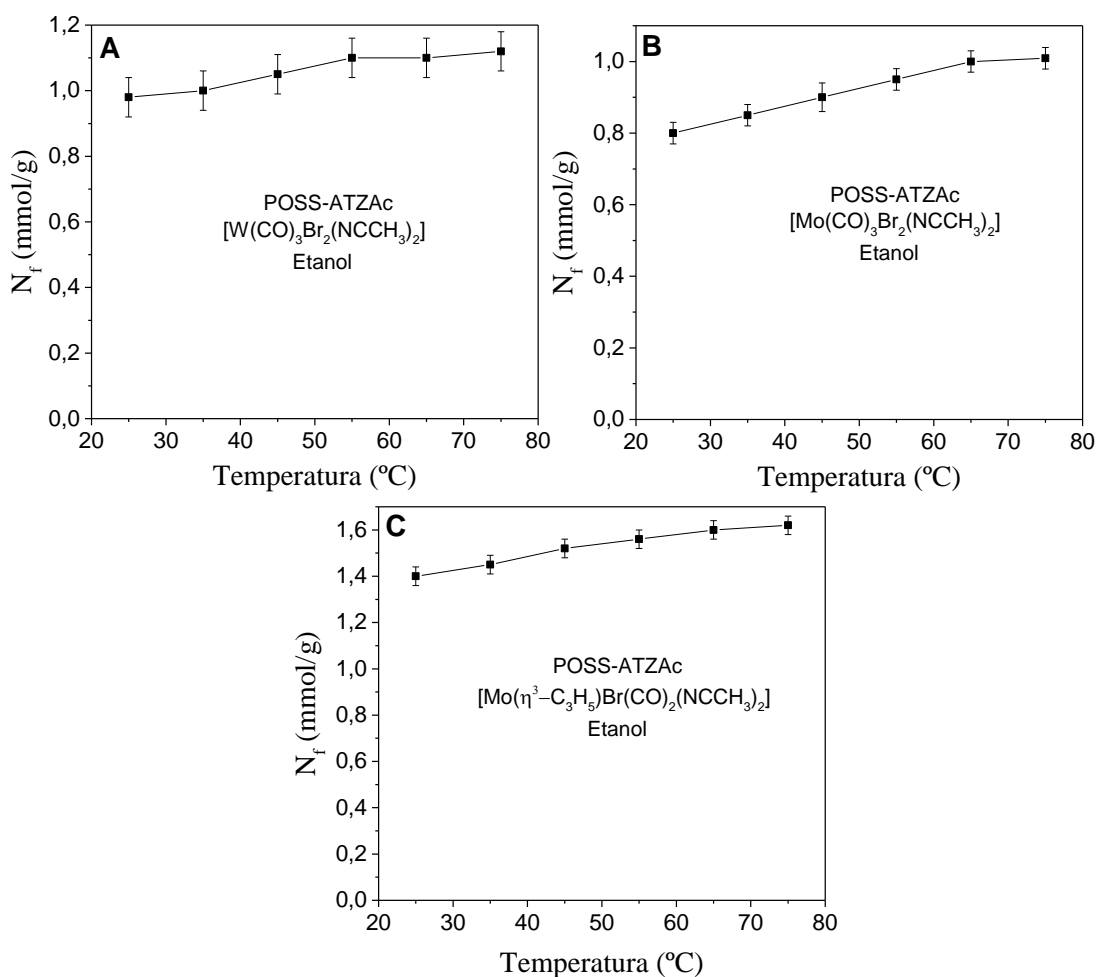 A
1,2
1,0
0,8
0,6
0,4
0,2
0,0
N_f (mmol/g)
POSS-ATZAc
[W(CO)₃Br₂(NCCH₃)₂]
Etanol
20 30 40 50 60 70 80
Temperatura (ºC)
B
1,2
1,0
0,8
0,6
0,4
0,2
0,0
N_f (mmol/g)
POSS-ATZAc
[Mo(CO)₃Br₂(NCCH₃)₂]
Etanol
20 30 40 50 60 70 80
Temperatura (ºC)
C
1,6
1,4
1,2
1,0
0,8
0,6
0,4
0,2
0,0
N_f (mmol/g)
POSS-ATZAc
[Mo(η³–C₃H₅)Br(CO)₂(NCCH₃)₂]
Etanol
20 30 40 50 60 70 80
Temperatura (ºC)